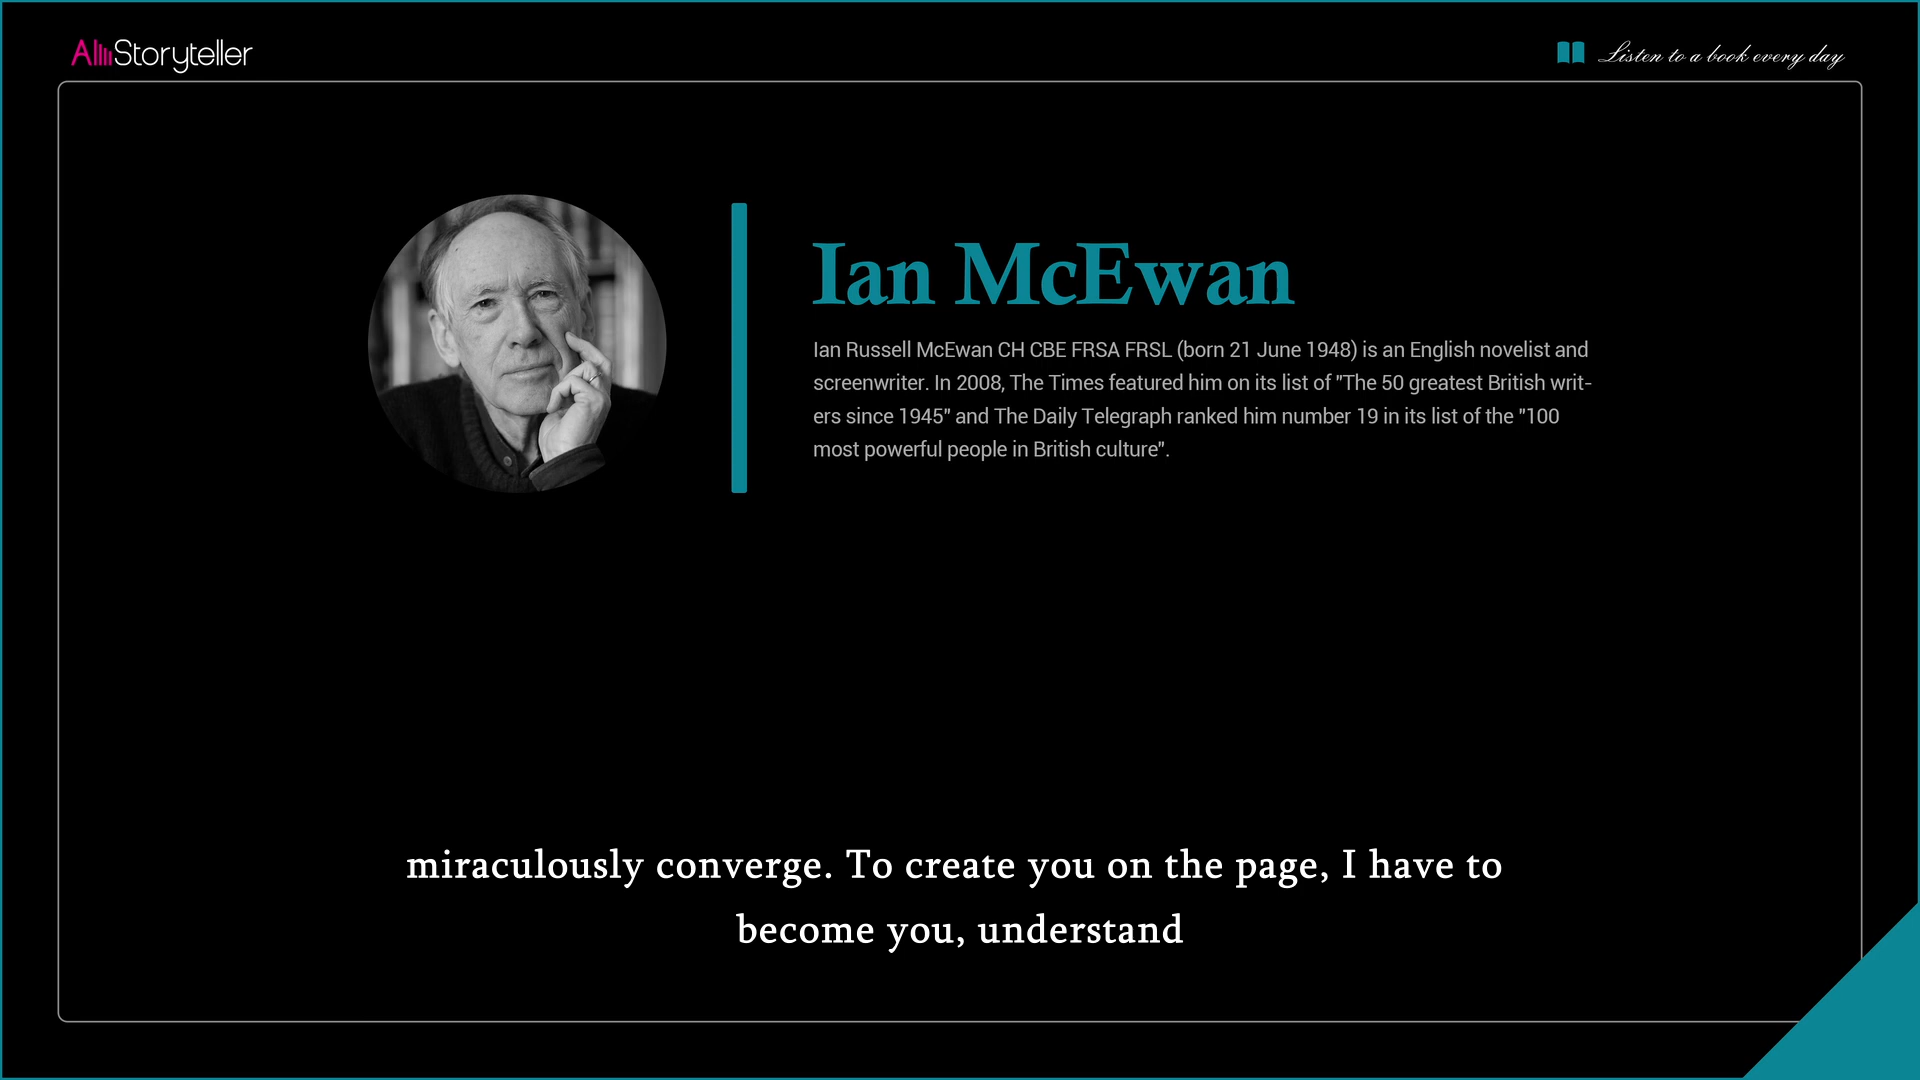 AllStoryteller
Listen to a book every day
Ian McEwan
Ian Russell McEwan CH CBE FRSA FRSL (born 21 June 1948) is an English novelist and
screenwriter. In 2008, The Times featured him on its list of "The 50 greatest British writ-
ers since 1945" and The Daily Telegraph ranked him number 19 in its list of the "100
most powerful people in British culture".
miraculously converge. To create you on the page, I have to
become you, understand